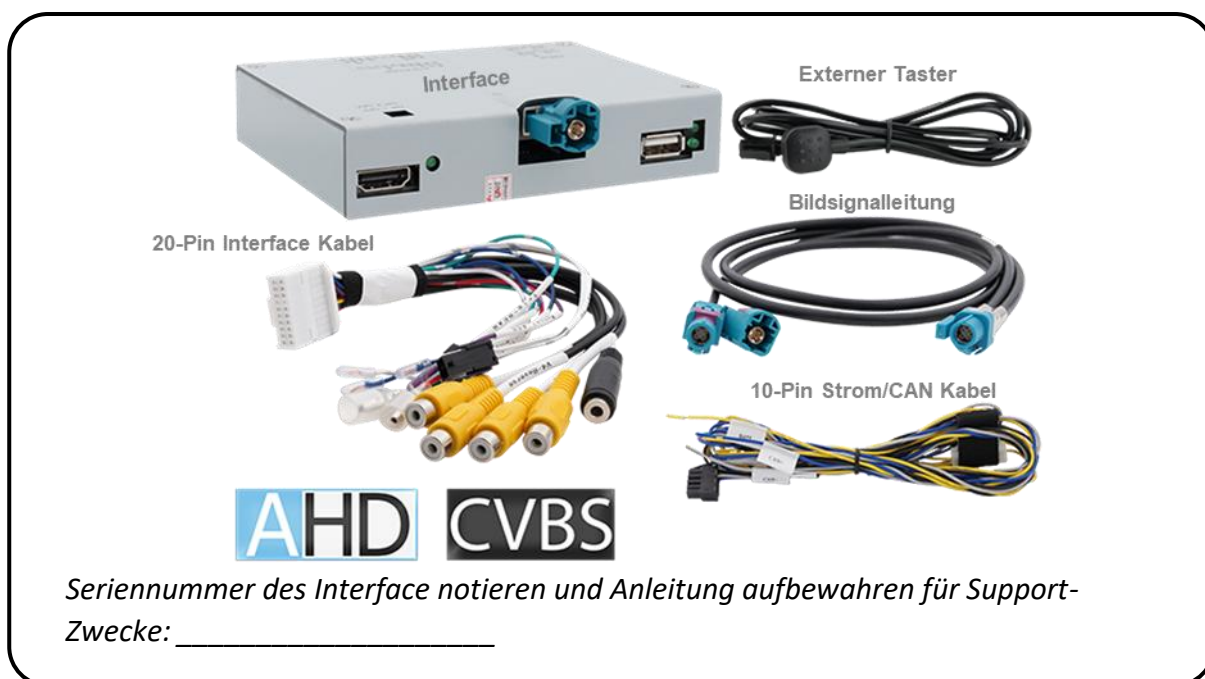 Interface
Externer Taster
Bildsignalleitung
20-Pin Interface Kabel
10-Pin Strom/CAN Kabel
AHD CVBS
Seriennummer des Interface notieren und Anleitung aufbewahren für Support-
Zwecke: ____________________